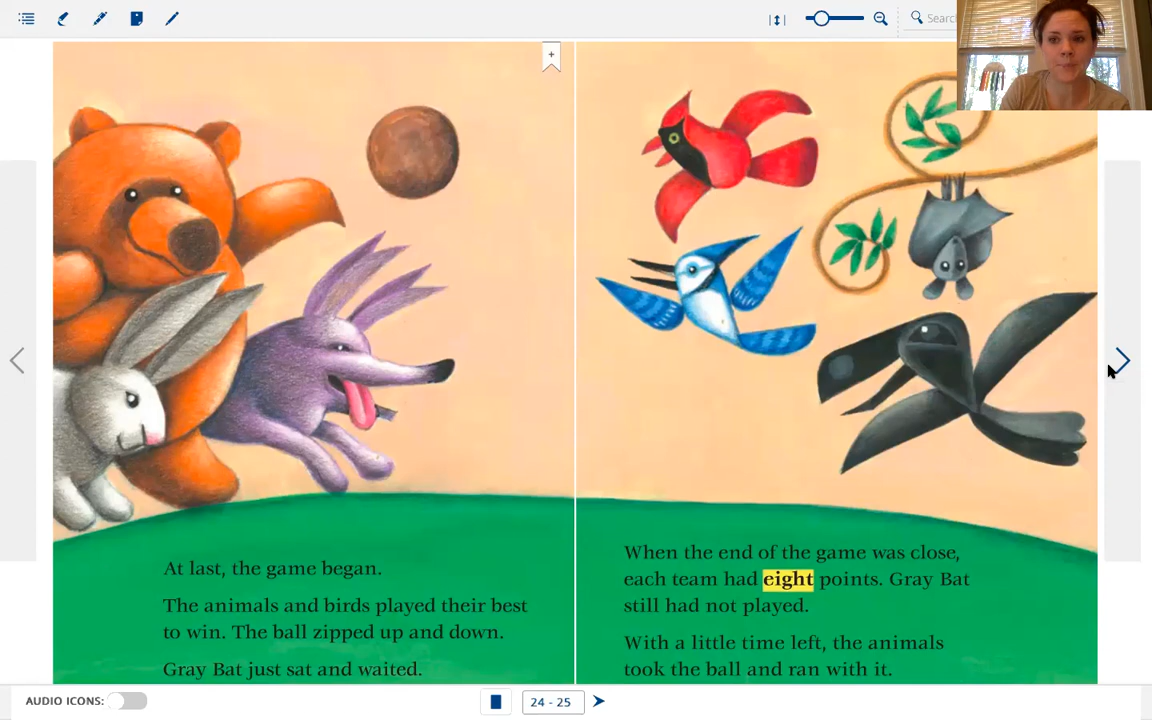 Searc
At last, the game began.
The animals and birds played their best
to win. The ball zipped up and down.
Gray Bat just sat and waited.
When the end of the game was close,
each team had eight points. Gray Bat
still had not played.
With a little time left, the animals
took the ball and ran with it.
AUDIO ICONS:
24 - 25